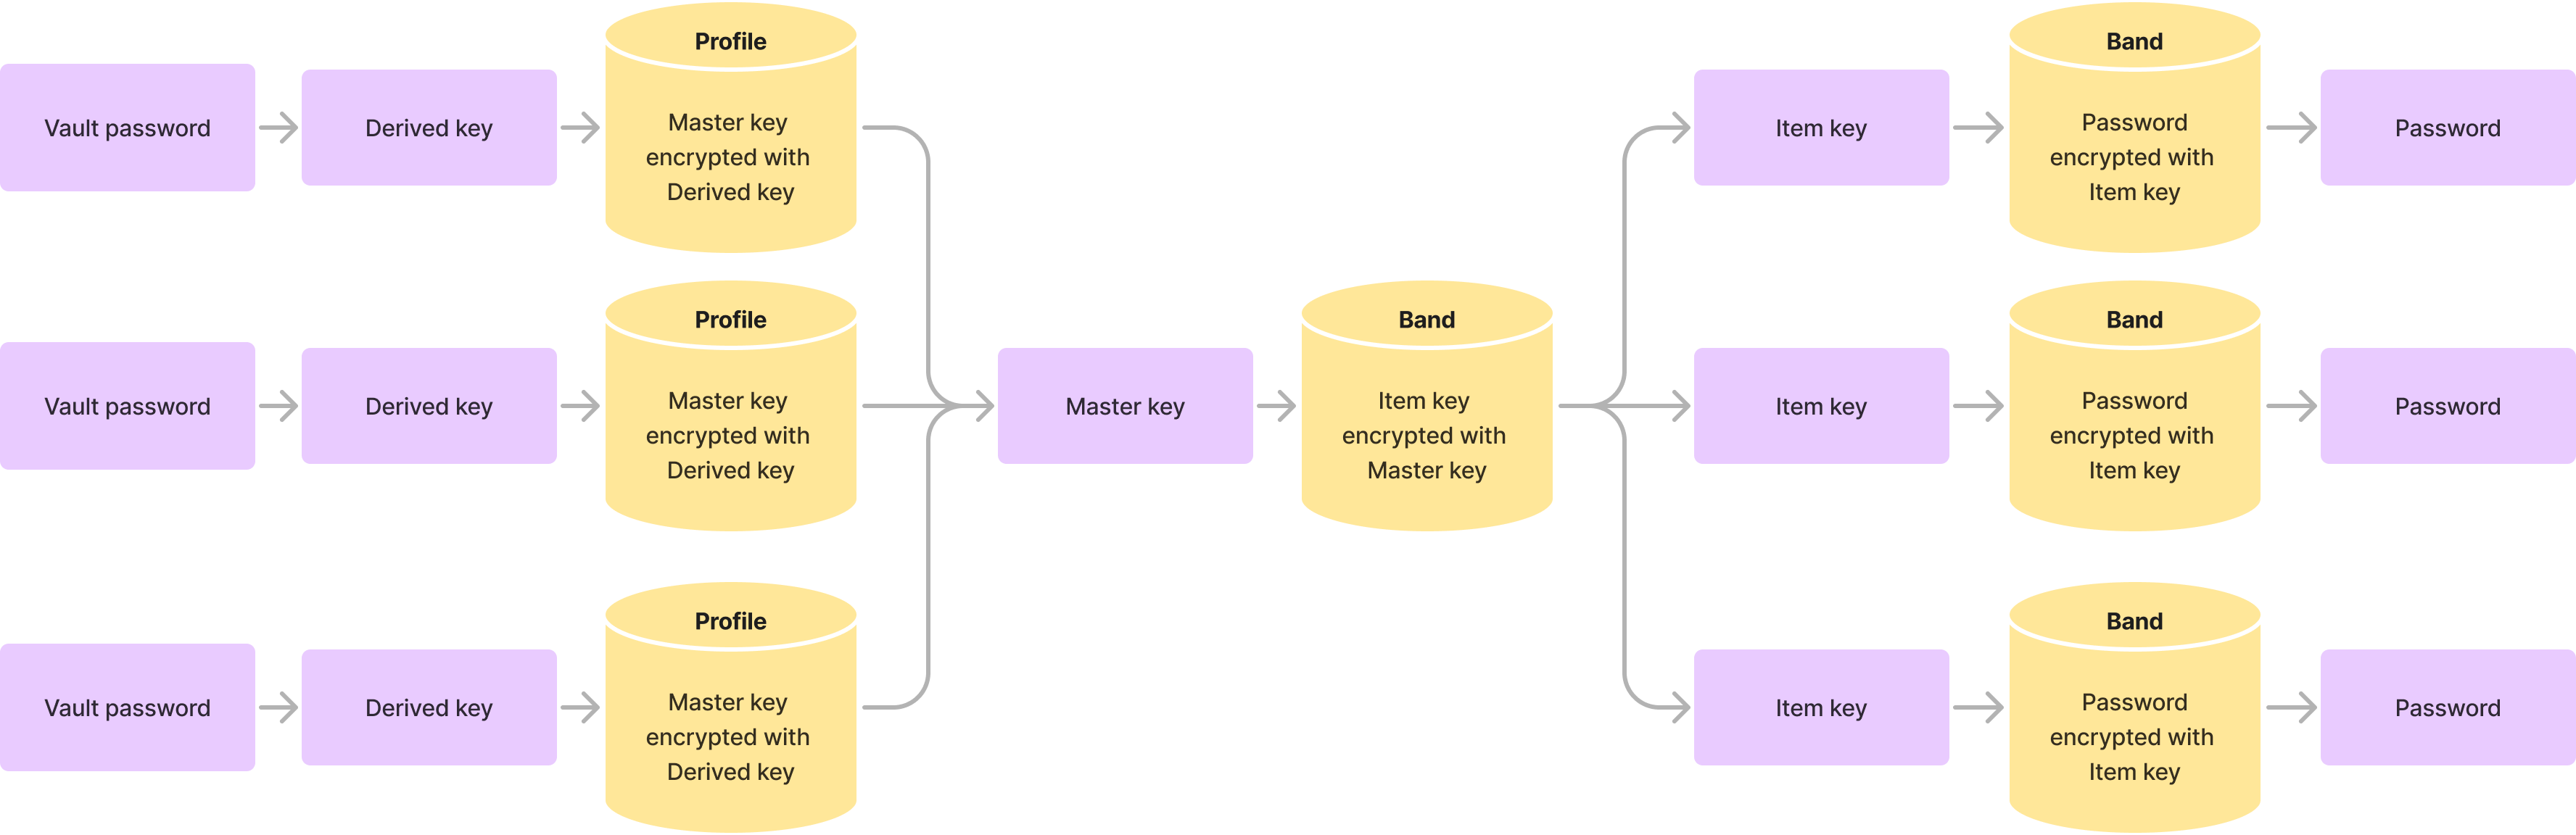 Vault password
Derived key
Profile
Master key
encrypted with
Derived key
Vault password
Derived key
Profile
Master key
encrypted with
Derived key
Vault password
Derived key
Profile
Master key
encrypted with
Derived key
Master key
Band
Item key
encrypted with
Master key
Item key
Band
Password
encrypted with
Item key
Password
Item key
Band
Password
encrypted with
Item key
Password
Item key
Band
Password
encrypted with
Item key
Password